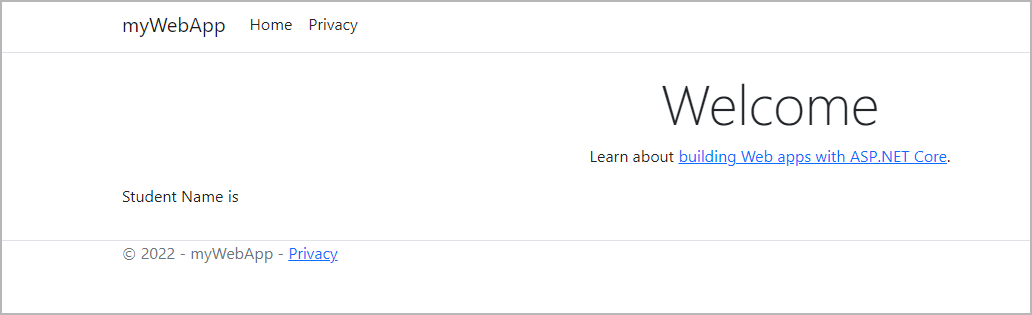 myWebApp Home Privacy
Welcome
Learn about building Web apps with ASP.NET Core.
Student Name is
© 2022 - myWebApp - Privacy